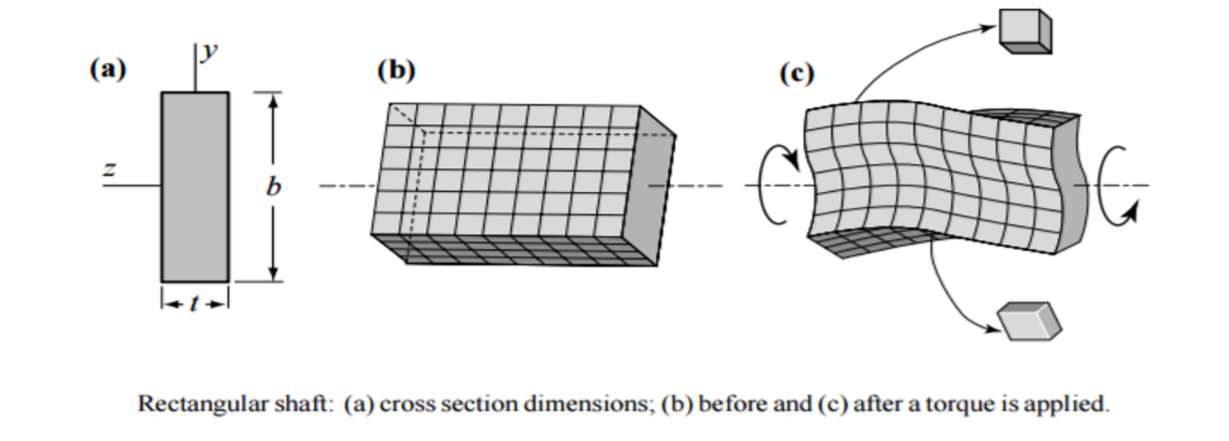 (a)
y
z
b
t
(b)
(c)
Rectangular shaft: (a) cross section dimensions; (b) before and (c) after a torque is applied.